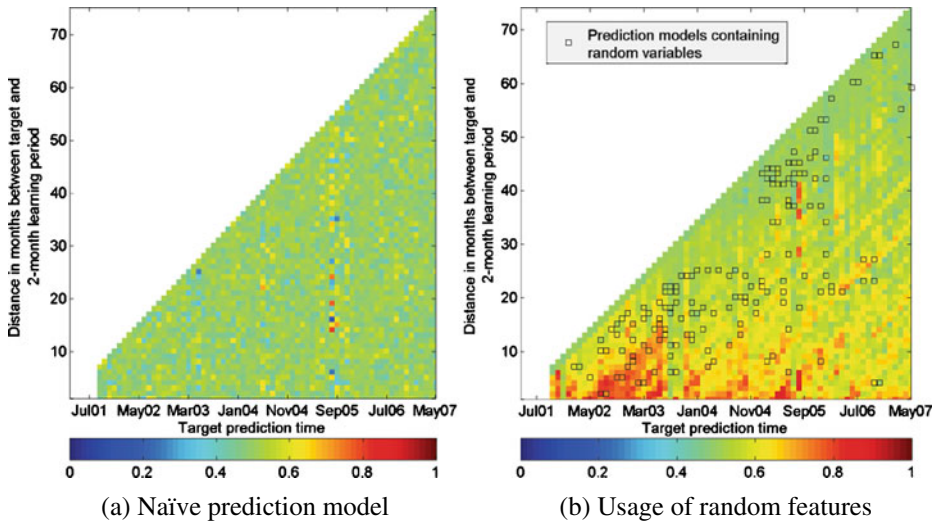 70
60
50
40
30
20
10
Distance in months between target and
2-month learning period
Jul01 May02 Mar03 Jan04 Nov04 Sep05 Jul06 May07
Target prediction time
0 0.2 0.4 0.6 0.8 1
(a) Naïve prediction model
Prediction models containing
random variables
70
60
50
40
30
20
10
Distance in months between target and
2-month learning period
Jul01 May02 Mar03 Jan04 Nov04 Sep05 Jul06 May07
Target prediction time
0 0.2 0.4 0.6 0.8 1
(b) Usage of random features